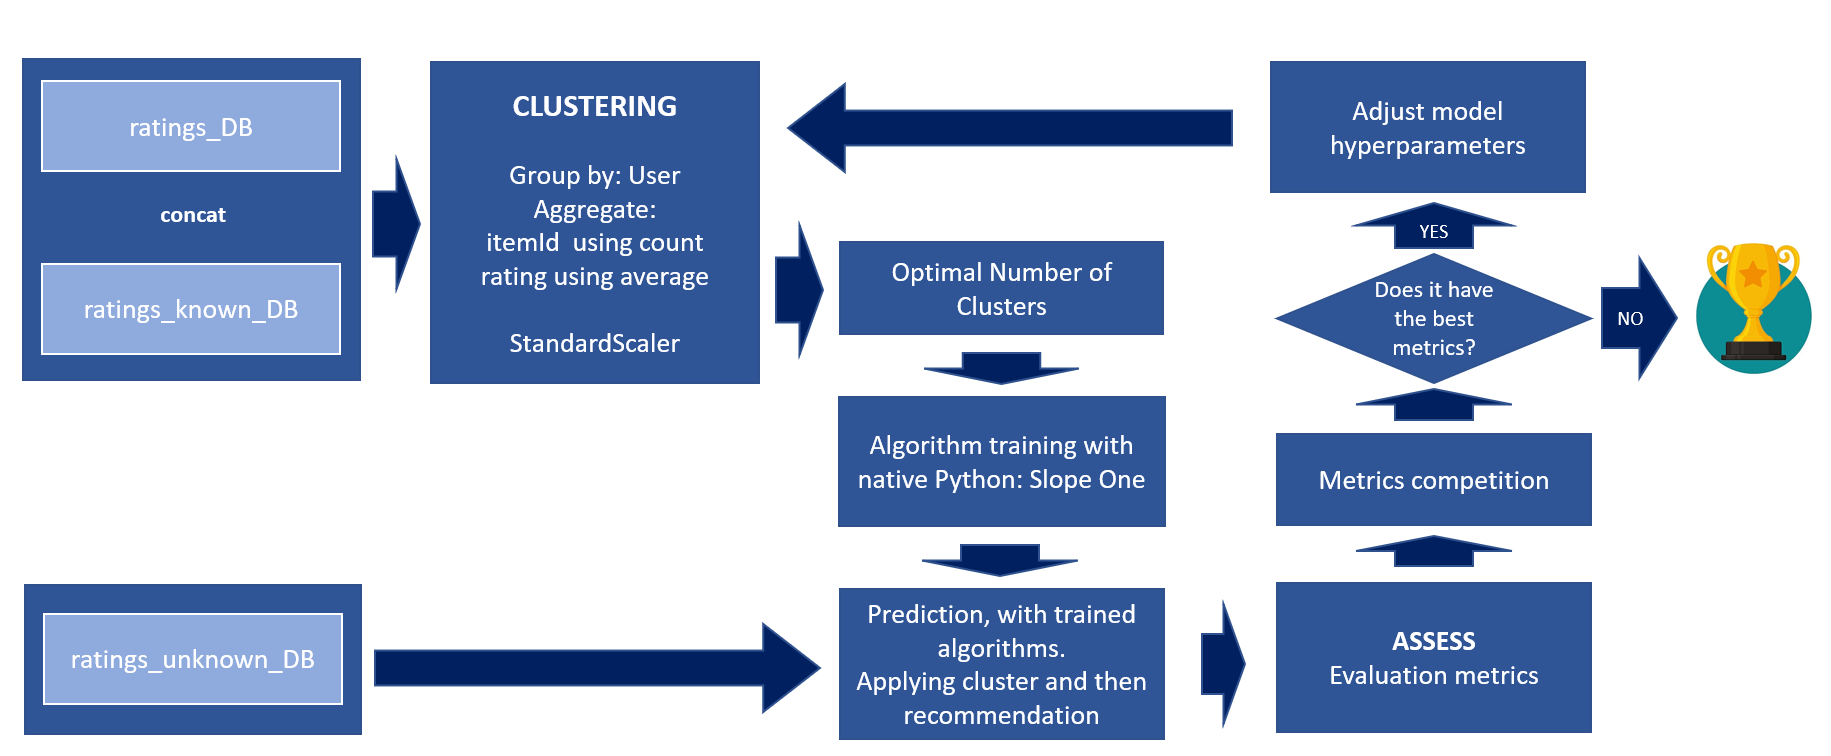 ratings_DB
concat
ratings_known_DB
CLUSTERING
Group by: User
Aggregate:
itemId using count
rating using average
StandardScaler
Optimal Number of
Clusters
Algorithm training with
native Python: Slope One
ratings_unknown_DB
Prediction, with trained
algorithms.
Applying cluster and then
recommendation
ASSESS
Evaluation metrics
Metrics competition
Does it have
the best
metrics?
YES
NO
Adjust model
hyperparameters